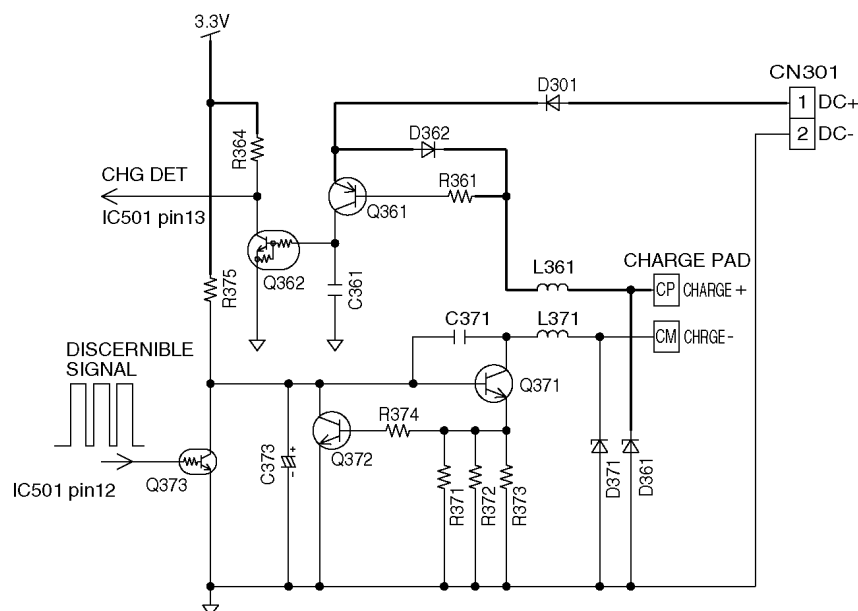 3.3V
CN301
D301
1 DC+
2 DC-
D362
R364
CHG DET
R361
IC501 pin13
Q361
Q362
C361
R375
L361
CHARGE PAD
CP CHARGE +
C371
L371
CM CHRGE -
DISCERNIBLE
SIGNAL
Q371
R374
Q372
C373
+
-
Q373
IC501 pin12
R371
R372
R373
D371
D361